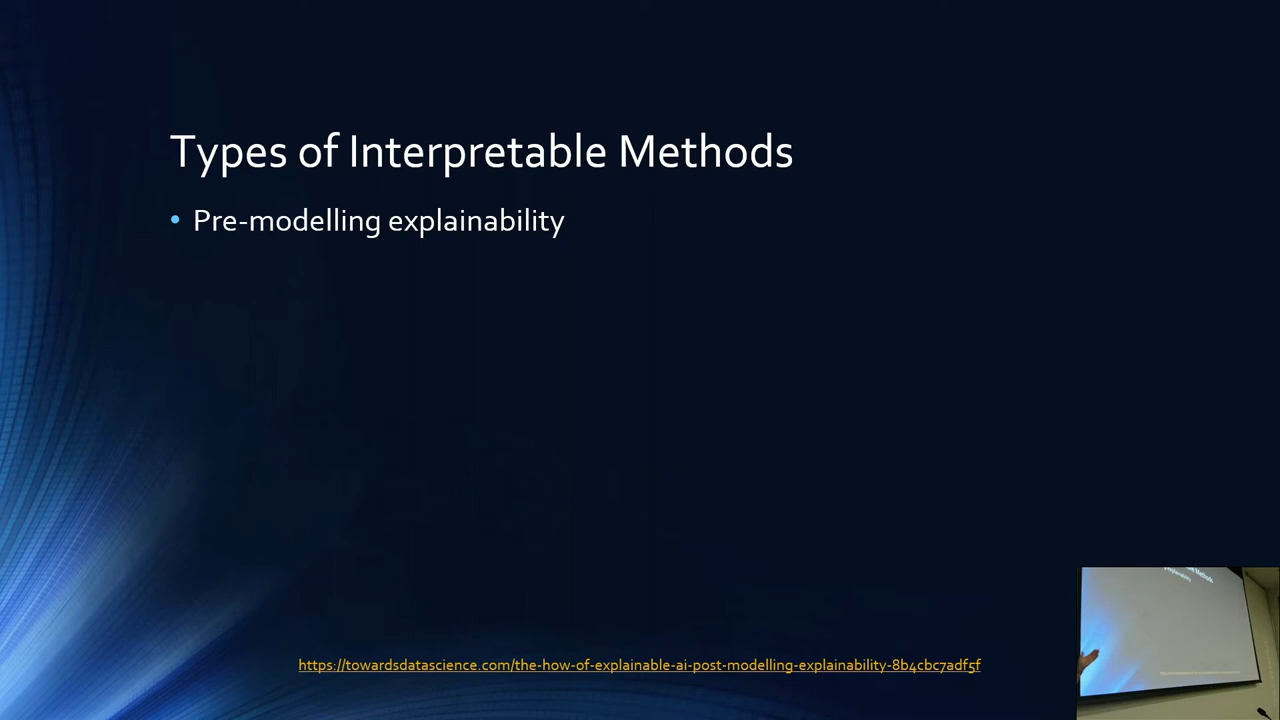 Types of Interpretable Methods
• Pre-modelling explainability
https://towardsdatascience.com/the-how-of-explainable-ai-post-modelling-explainability-8b4cbc7adf5f